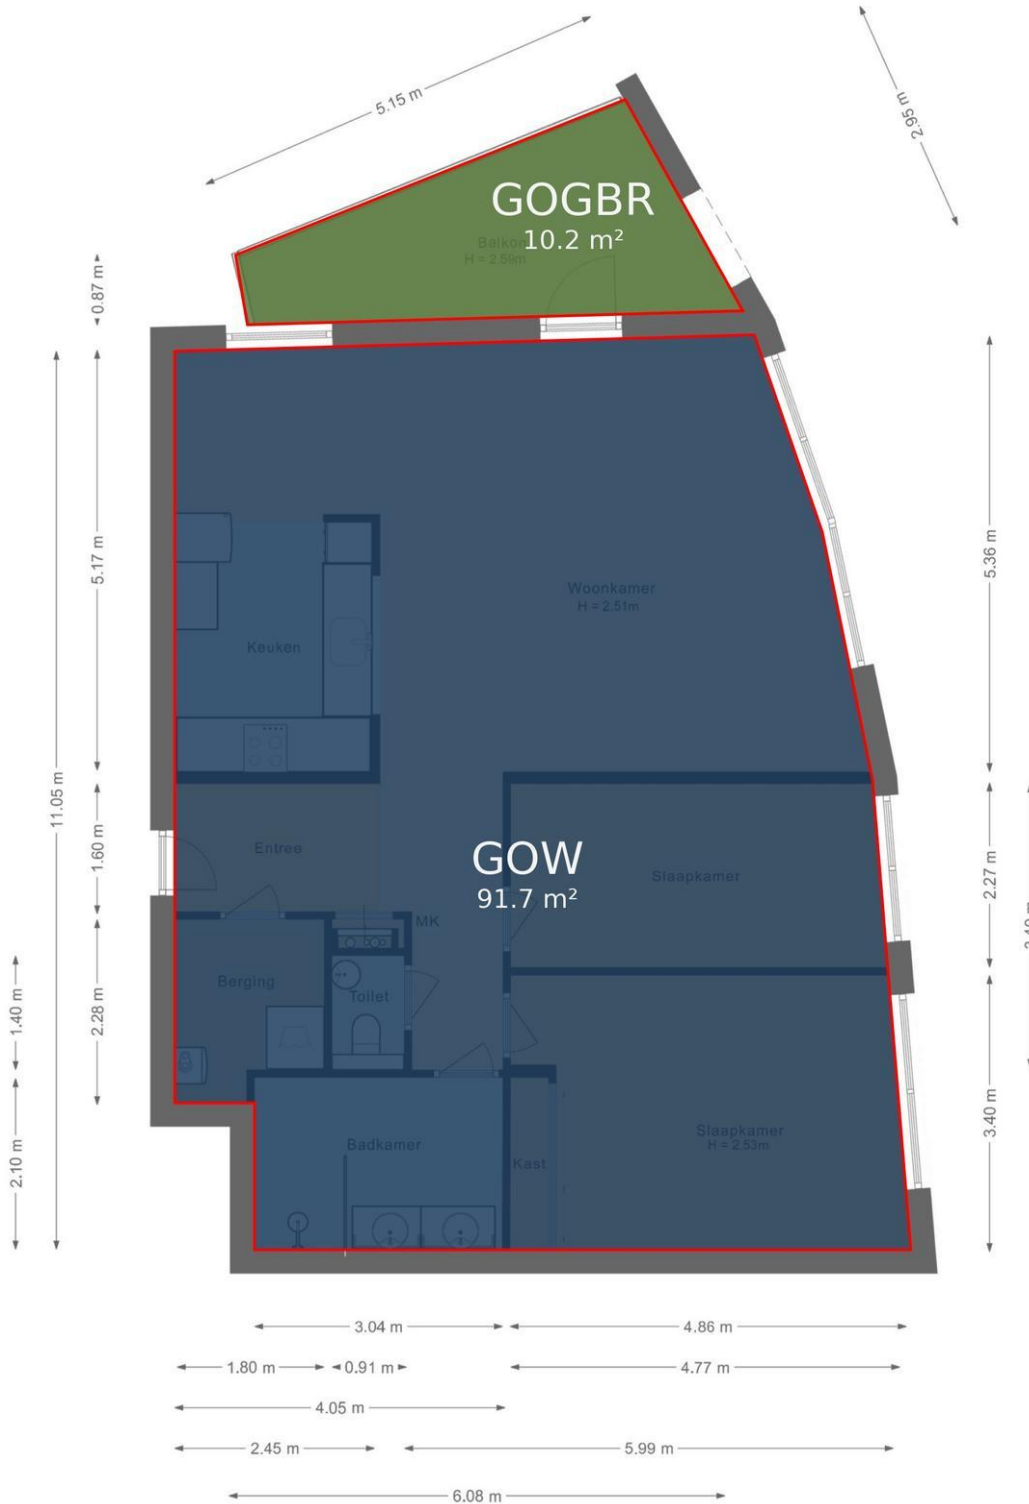 5.15 m
2.95 m
GOGBR
10.2 m²
Balkon
H = 2.59m
0.87 m
5.17 m
5.36 m
Woonkamer
H = 2.51m
Keuken
11.05 m
1.60 m
Entree
GOW
91.7 m²
Slaapkamer
2.27 m
MK
Berging
Toilet
1.40 m
2.28 m
3.40 m
Slaapkamer
H = 2.53m
Badkamer
Kast
2.10 m
3.04 m
4.86 m
1.80 m
0.91 m
4.77 m
4.05 m
2.45 m
5.99 m
6.08 m